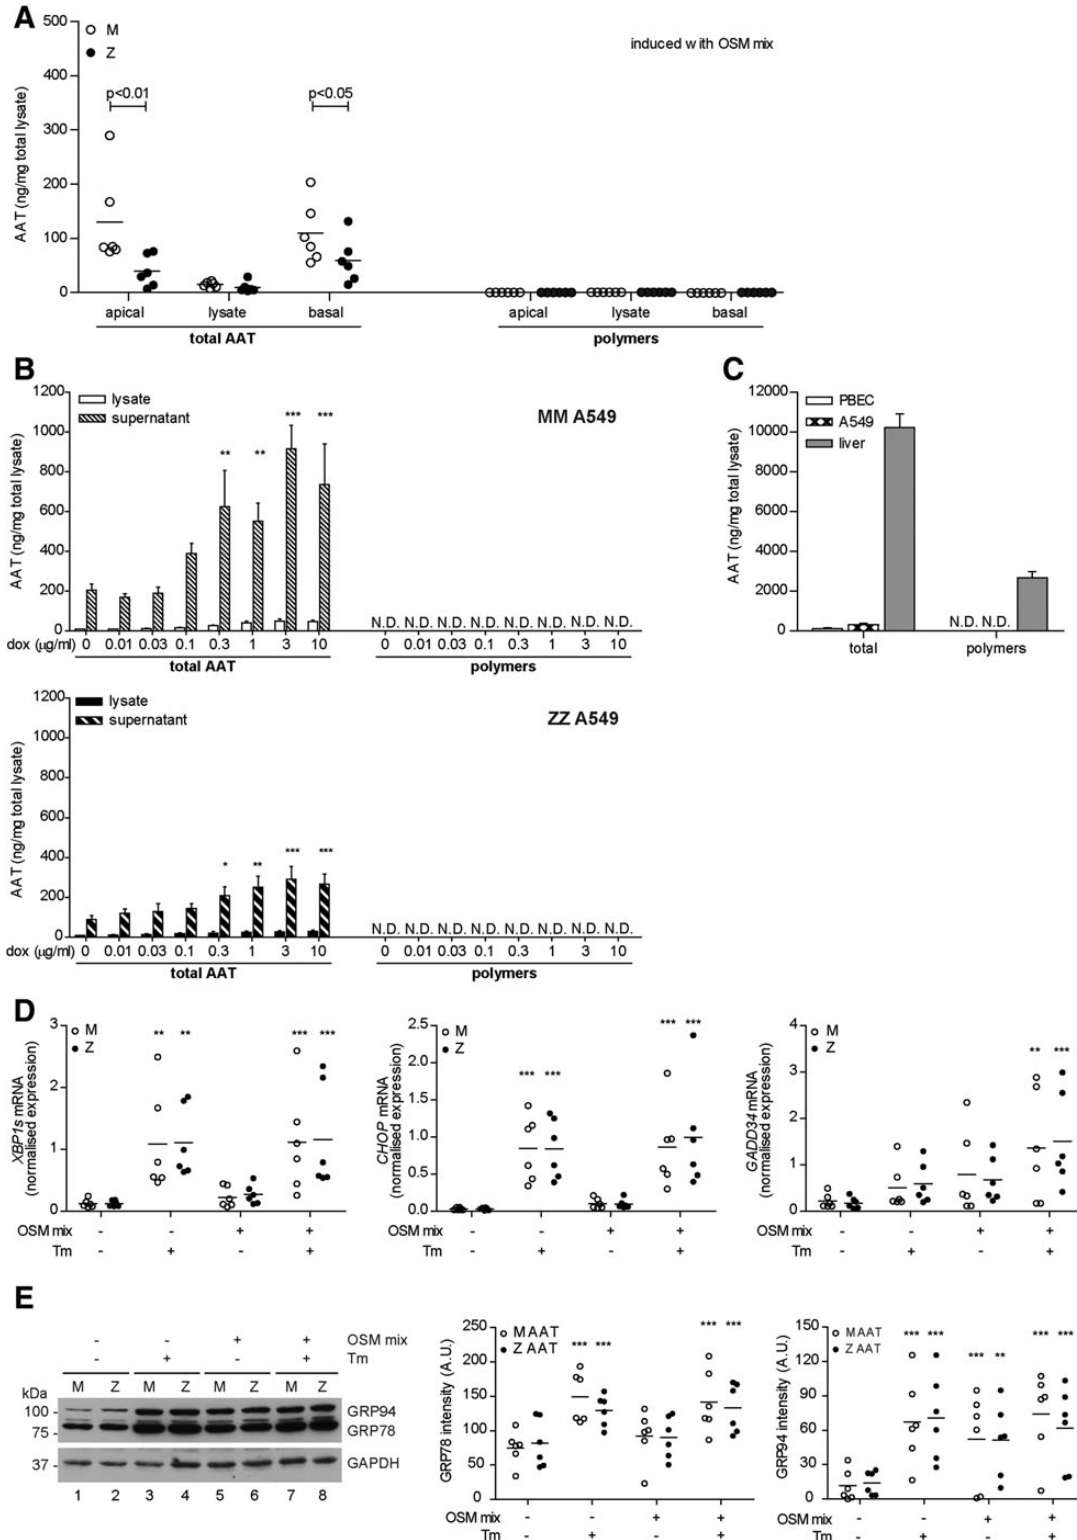 A
500
400
300
200
100
0
AAT (ng/mg total lysate)
M
Z
induced with OSM mix
p<0.01
p<0.05
apical lysate basal apical lysate basal
total AAT polymers
B
1200
1000
800
600
400
200
0
AAT (ng/mg total lysate)
lysate
supernatant
MM A549
** ** *** ***
N.D. N.D. N.D. N.D. N.D. N.D. N.D. N.D.
dox (µg/ml) 0 0.01 0.03 0.1 0.3 1 3 10 0 0.01 0.03 0.1 0.3 1 3 10
total AAT polymers
C
12000
10000
8000
6000
4000
2000
0
AAT (ng/mg total lysate)
PBEC
A549
liver
N.D. N.D.
total polymers
1200
1000
800
600
400
200
0
AAT (ng/mg total lysate)
lysate
supernatant
ZZ A549
* ** *** ***
N.D. N.D. N.D. N.D. N.D. N.D. N.D. N.D.
dox (µg/ml) 0 0.01 0.03 0.1 0.3 1 3 10 0 0.01 0.03 0.1 0.3 1 3 10
total AAT polymers
D
3
2
1
0
XBP1s mRNA
(normalised expression)
M
Z
** ** *** ***
2.5
2.0
1.5
1.0
0.5
0.0
CHOP mRNA
(normalised expression)
M
Z
*** *** *** ***
4
3
2
1
0
GADD34 mRNA
(normalised expression)
M
Z
** ***
OSM mix - - + + - - + + - - + +
Tm - + - + - + - + - + - +
E
- - + + OSM mix
- + - + Tm
M Z M Z M Z M Z
kDa
100 GRP94
75 GRP78
37 GAPDH
1 2 3 4 5 6 7 8
250
200
150
100
50
0
GRP78 intensity (A.U.)
M AAT
Z AAT
*** *** *** ***
OSM mix - - + +
Tm - + - +
150
120
90
60
30
0
GRP94 intensity (A.U.)
M AAT
Z AAT
*** *** *** ** *** ***
OSM mix - - + +
Tm - + - +